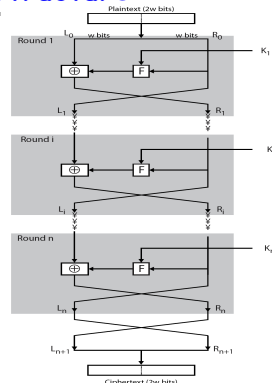 Plaintext (2w bits)
L0 w bits w bits R0
Round 1
K1
⊕ F
L1 R1
Round i
K
⊕ F
Li Ri
Round n
K
⊕ F
Ln Rn
Ln+1 Rn+1
Ciphertext (2w bits)